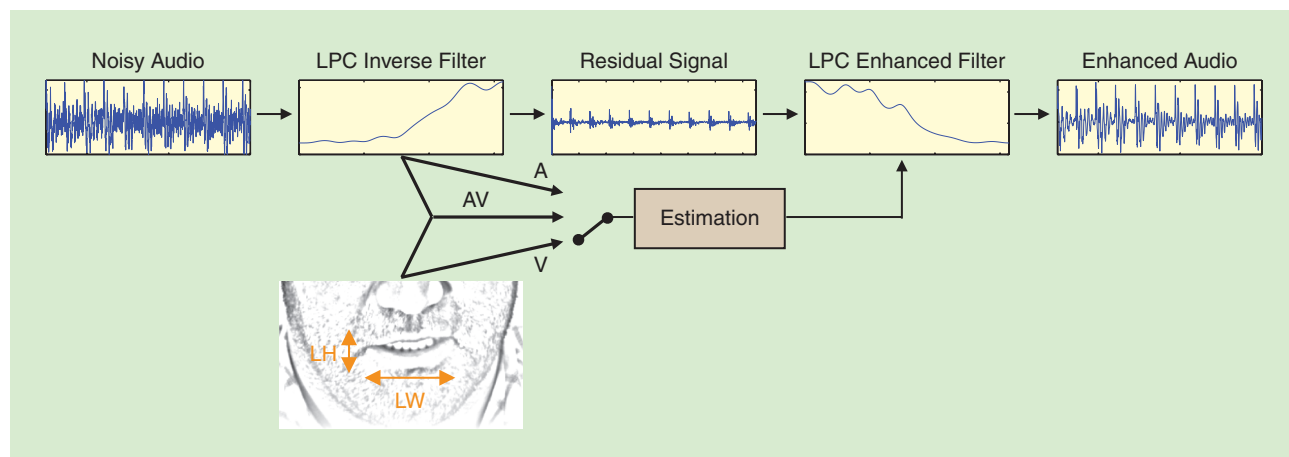 Noisy Audio
LPC Inverse Filter
Residual Signal
LPC Enhanced Filter
Enhanced Audio
A
AV
Estimation
V
LH
LW